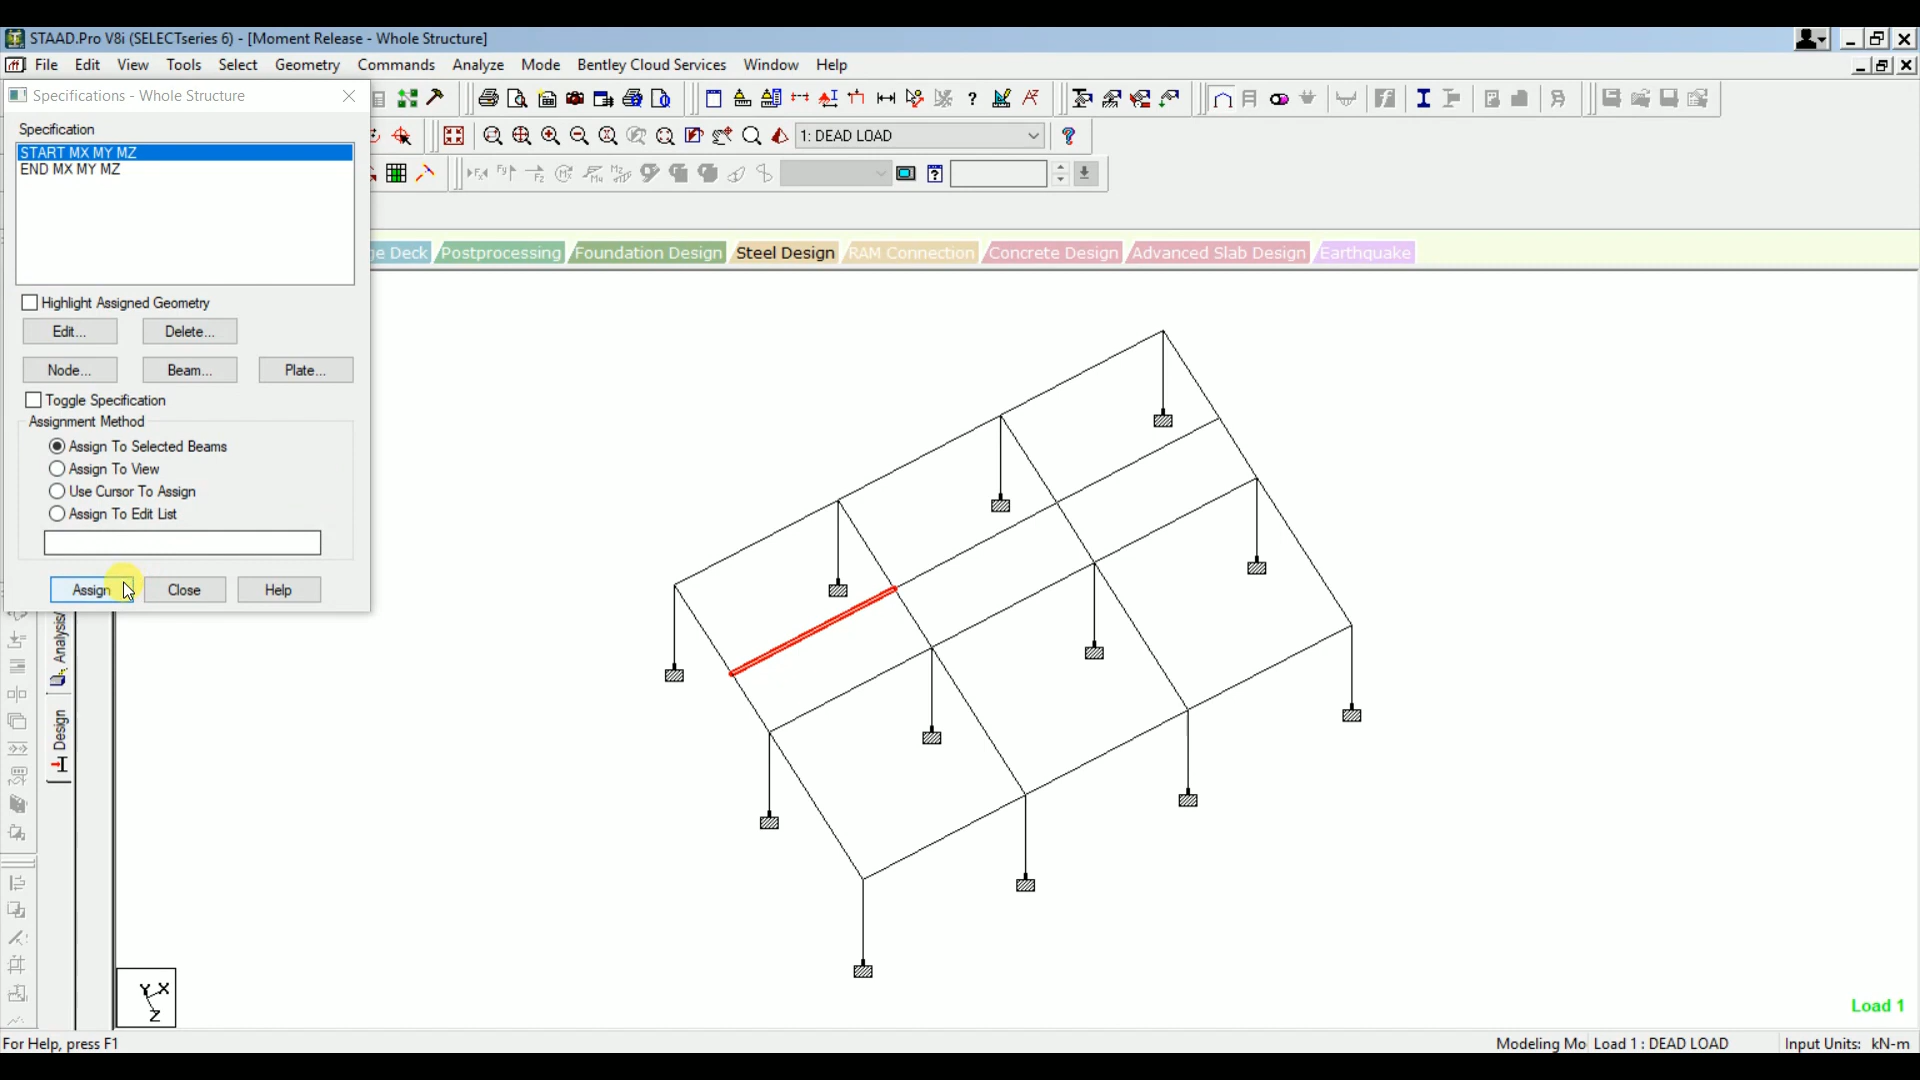 STAAD.Pro V8i (SELECTseries 6) - [Moment Release - Whole Structure]
File Edit View Tools Select Geometry Commands Analyze Mode Bentley Cloud Services Window Help
Specifications - Whole Structure
Specification
START MX MY MZ
END MX MY MZ
1: DEAD LOAD
ge Deck Postprocessing Foundation Design Steel Design RAM Connection Concrete Design Advanced Slab Design Earthquake
Highlight Assigned Geometry
Edit... Delete...
Node... Beam... Plate...
Toggle Specification
Assignment Method
Assign To Selected Beams
Assign To View
Use Cursor To Assign
Assign To Edit List
Assign Close Help
Analysis/
Design
Y X
Z
Load 1
For Help, press F1
Modeling Mo Load 1 : DEAD LOAD Input Units: kN-m